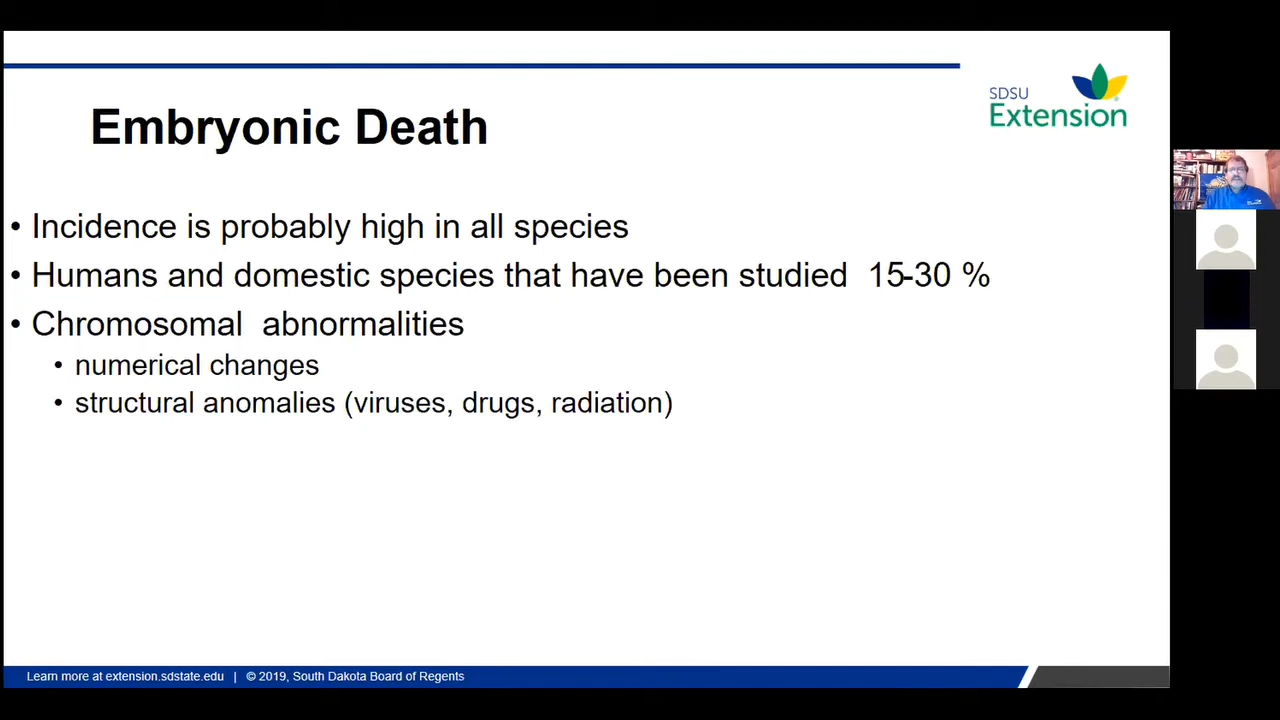 SDSU
Extension
Embryonic Death
• Incidence is probably high in all species
• Humans and domestic species that have been studied 15-30 %
• Chromosomal abnormalities
• numerical changes
• structural anomalies (viruses, drugs, radiation)
Learn more at extension.sdstate.edu | © 2019, South Dakota Board of Regents